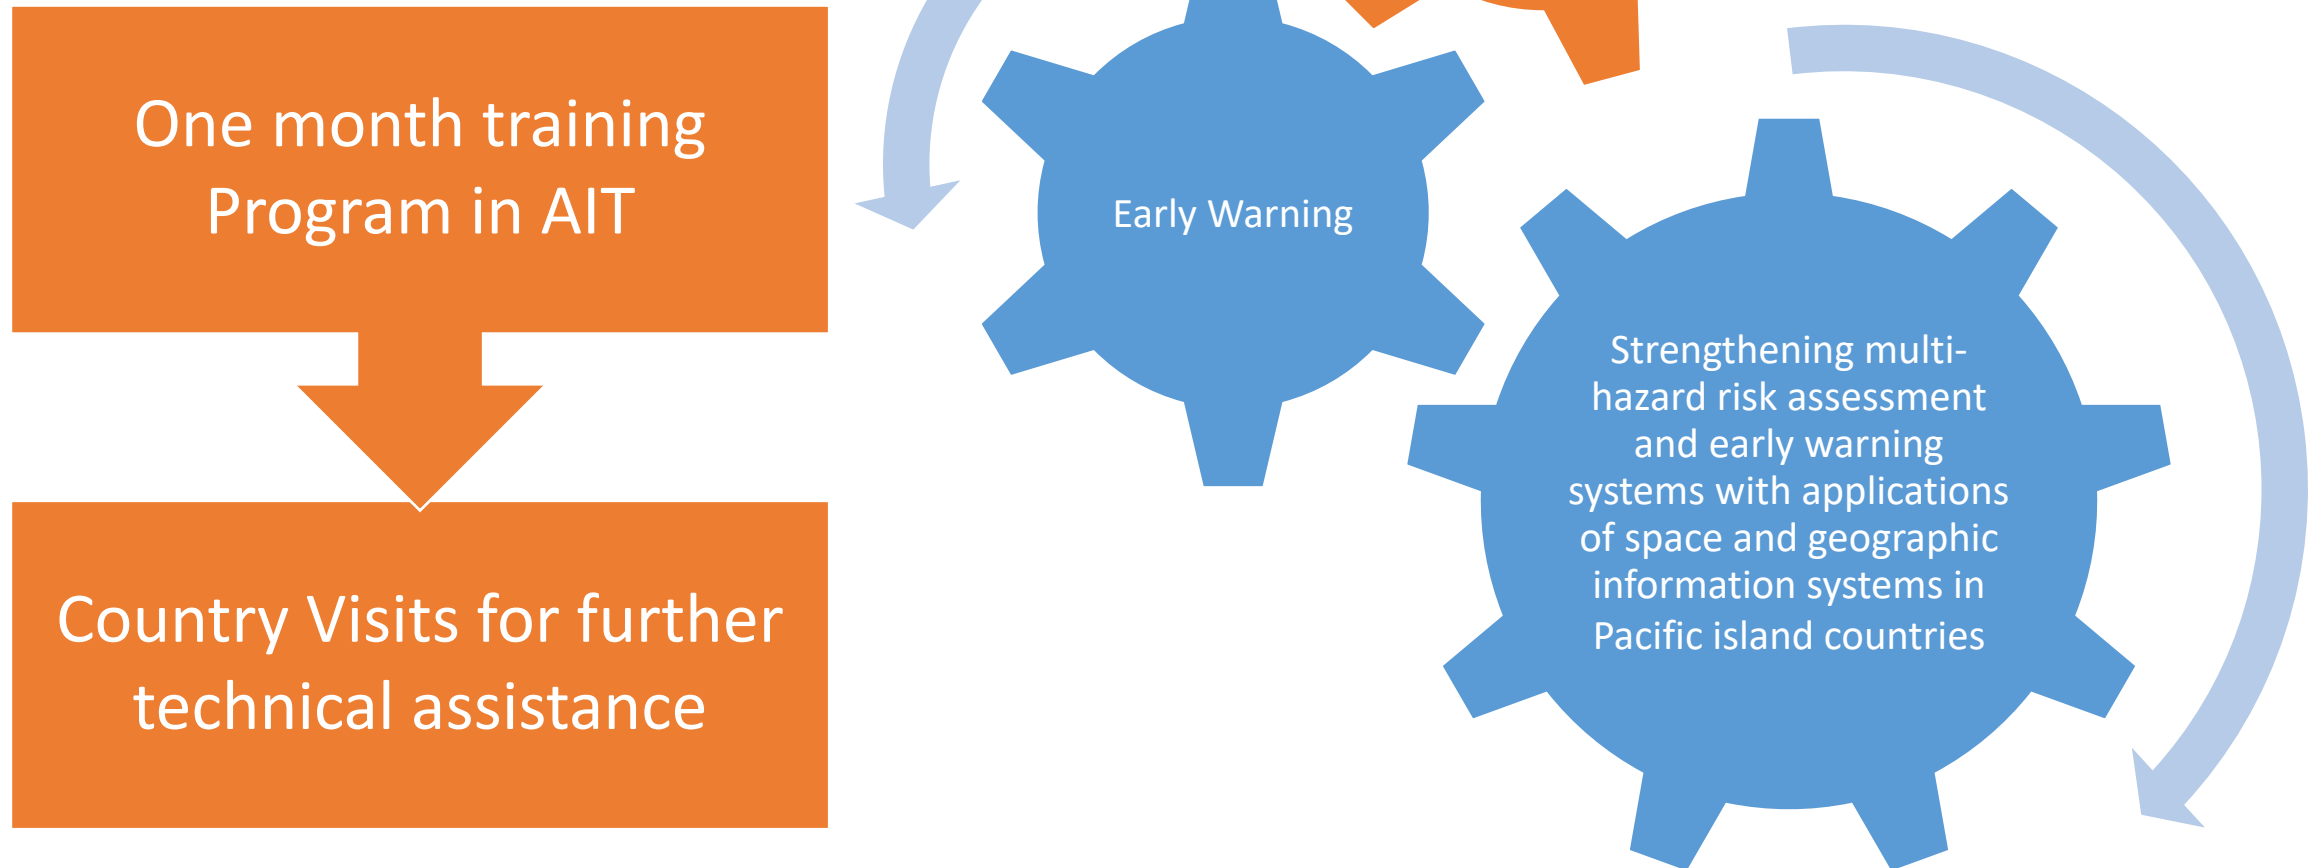 One month training
Program in AIT
Country Visits for further
technical assistance
Early Warning
Strengthening multi-
hazard risk assessment
and early warning
systems with applications
of space and geographic
information systems in
Pacific island countries